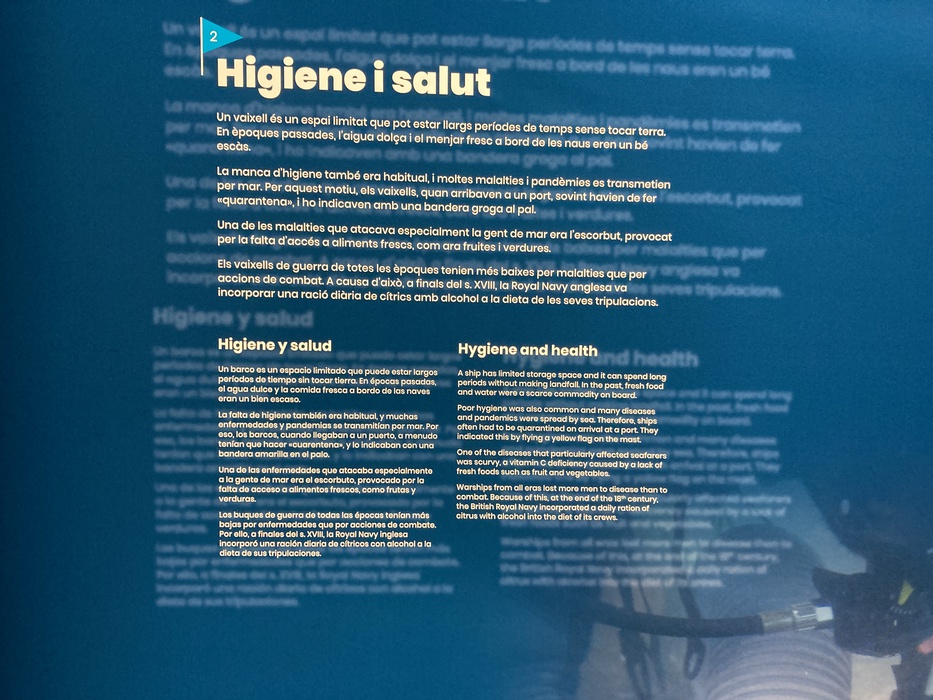 2
Higiene i salut
Un vaixell és un espai limitat que pot estar llargs períodes de temps sense tocar terra.
En èpoques passades, l'aigua dolça i el menjar fresc a bord de les naus eren un bé
escàs.
La manca d'higiene també era habitual, i moltes malalties i pandèmies es transmetien
per mar. Per aquest motiu, els vaixells, quan arribaven a un port, sovint havien de fer
«quarantena», i ho indicaven amb una bandera groga al pal.
Una de les malalties que atacava especialment la gent de mar era l'escorbut, provocat
per la falta d'accés a aliments frescs, com ara fruites i verdures.
Els vaixells de guerra de totes les èpoques tenien més baixes per malalties que per
accions de combat. A causa d'això, a finals del s. XVIII, la Royal Navy anglesa va
incorporar una ració diària de cítrics amb alcohol a la dieta de les seves tripulacions.
Higiene y salud
Un barco es un espacio limitado que puede estar largos
períodos de tiempo sin tocar tierra. En épocas pasadas,
el agua dulce y la comida fresca a bordo de las naves
eran un bien escaso.
La falta de higiene también era habitual, y muchas
enfermedades y pandemias se transmitían por mar. Por
eso, los barcos, cuando llegaban a un puerto, a menudo
tenían que hacer «cuarentena», y lo indicaban con una
bandera amarilla en el palo.
Una de las enfermedades que atacaba especialmente
a la gente de mar era el escorbuto, provocado por la
falta de acceso a alimentos frescos, como frutas y
verduras.
Los buques de guerra de todas las épocas tenían más
bajas por enfermedades que por acciones de combate.
Por ello, a finales del s. XVIII, la Royal Navy inglesa
incorporó una ración diaria de cítricos con alcohol a la
dieta de sus tripulaciones.
Hygiene and health
A ship has limited storage space and it can spend long
periods without making landfall. In the past, fresh food
and water were a scarce commodity on board.
Poor hygiene was also common and many diseases
and pandemics were spread by sea. Therefore, ships
often had to be quarantined on arrival at a port. They
indicated this by flying a yellow flag on the mast.
One of the diseases that particularly affected seafarers
was scurvy, a vitamin C deficiency caused by a lack of
fresh foods such as fruit and vegetables.
Warships from all eras lost more men to disease than to
combat. Because of this, at the end of the 18th century,
the British Royal Navy incorporated a daily ration of
citrus with alcohol into the diet of its crews.